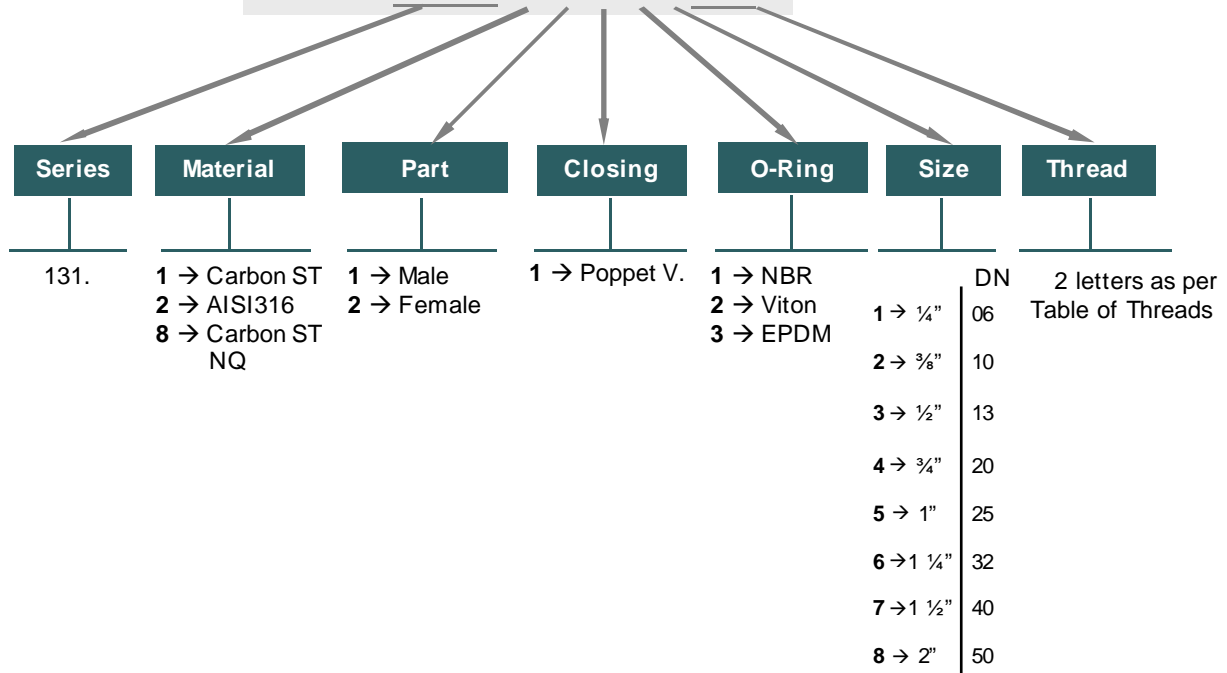 Series
Material
Part
Closing
O-Ring
Size
Thread
131.
1 → Carbon ST
2 → AISI316
8 → Carbon ST
NQ
1 → Male
2 → Female
1 → Poppet V.
1 → NBR
2 → Viton
3 → EPDM
DN
1 → ¼” 06
2 → ⅜” 10
3 → ½” 13
4 → ¾” 20
5 → 1” 25
6 →1 ¼” 32
7 →1 ½” 40
8 → 2” 50
2 letters as per
Table of Threads